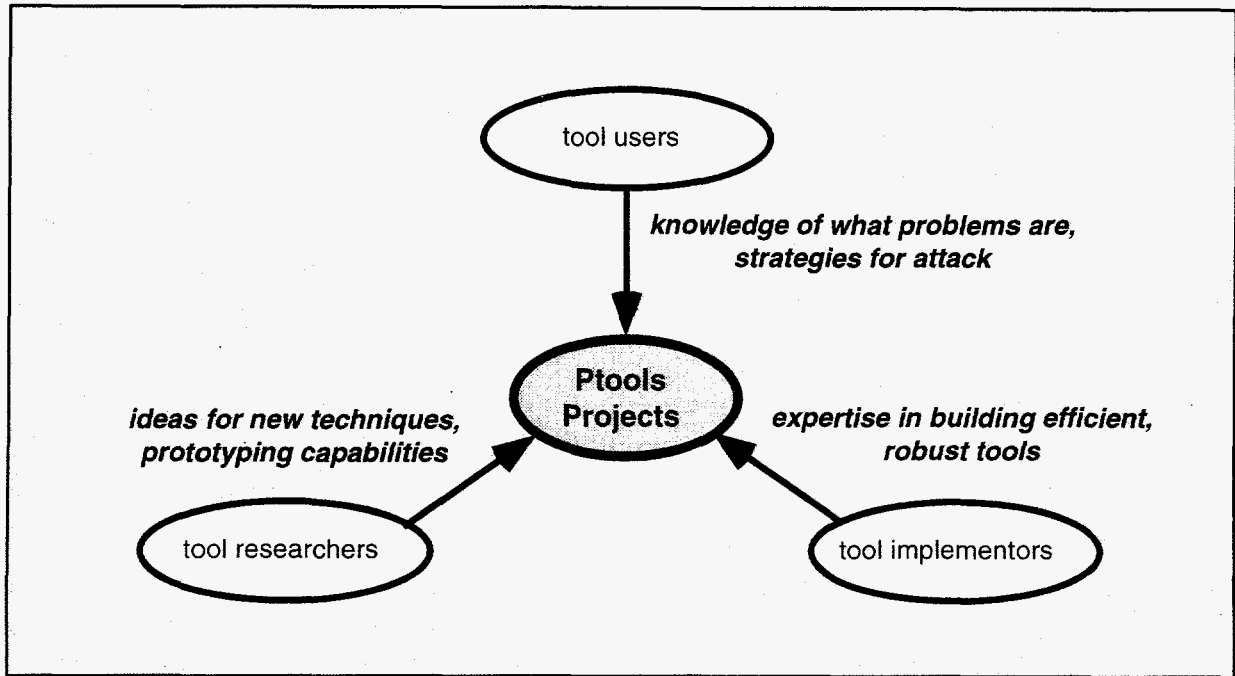 tool users
knowledge of what problems are,
strategies for attack
Ptools
Projects
ideas for new techniques,
prototyping capabilities
expertise in building efficient,
robust tools
tool researchers
tool implementors